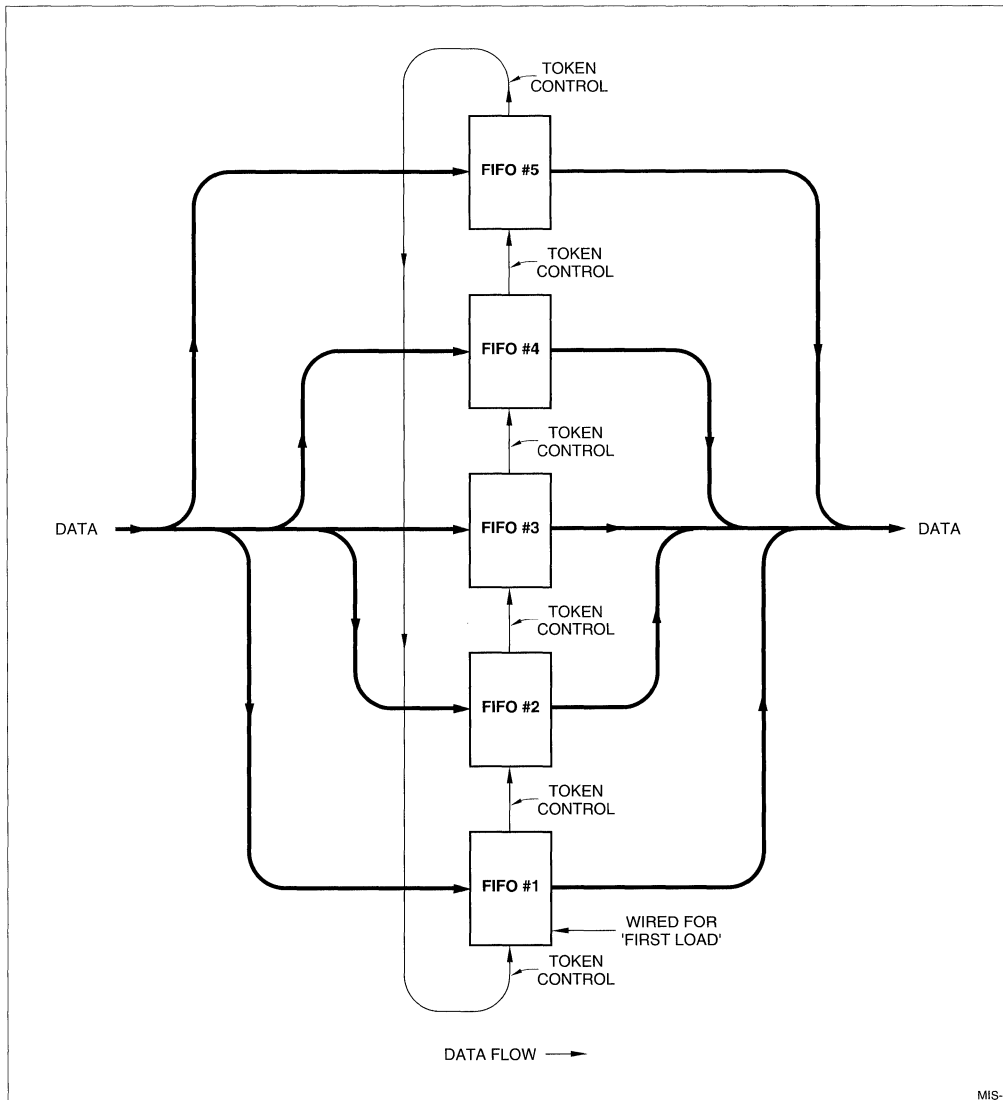 TOKEN
CONTROL
FIFO #5
TOKEN
CONTROL
FIFO #4
TOKEN
CONTROL
DATA
FIFO #3
DATA
TOKEN
CONTROL
FIFO #2
TOKEN
CONTROL
FIFO #1
WIRED FOR
'FIRST LOAD'
TOKEN
CONTROL
DATA FLOW
MIS-